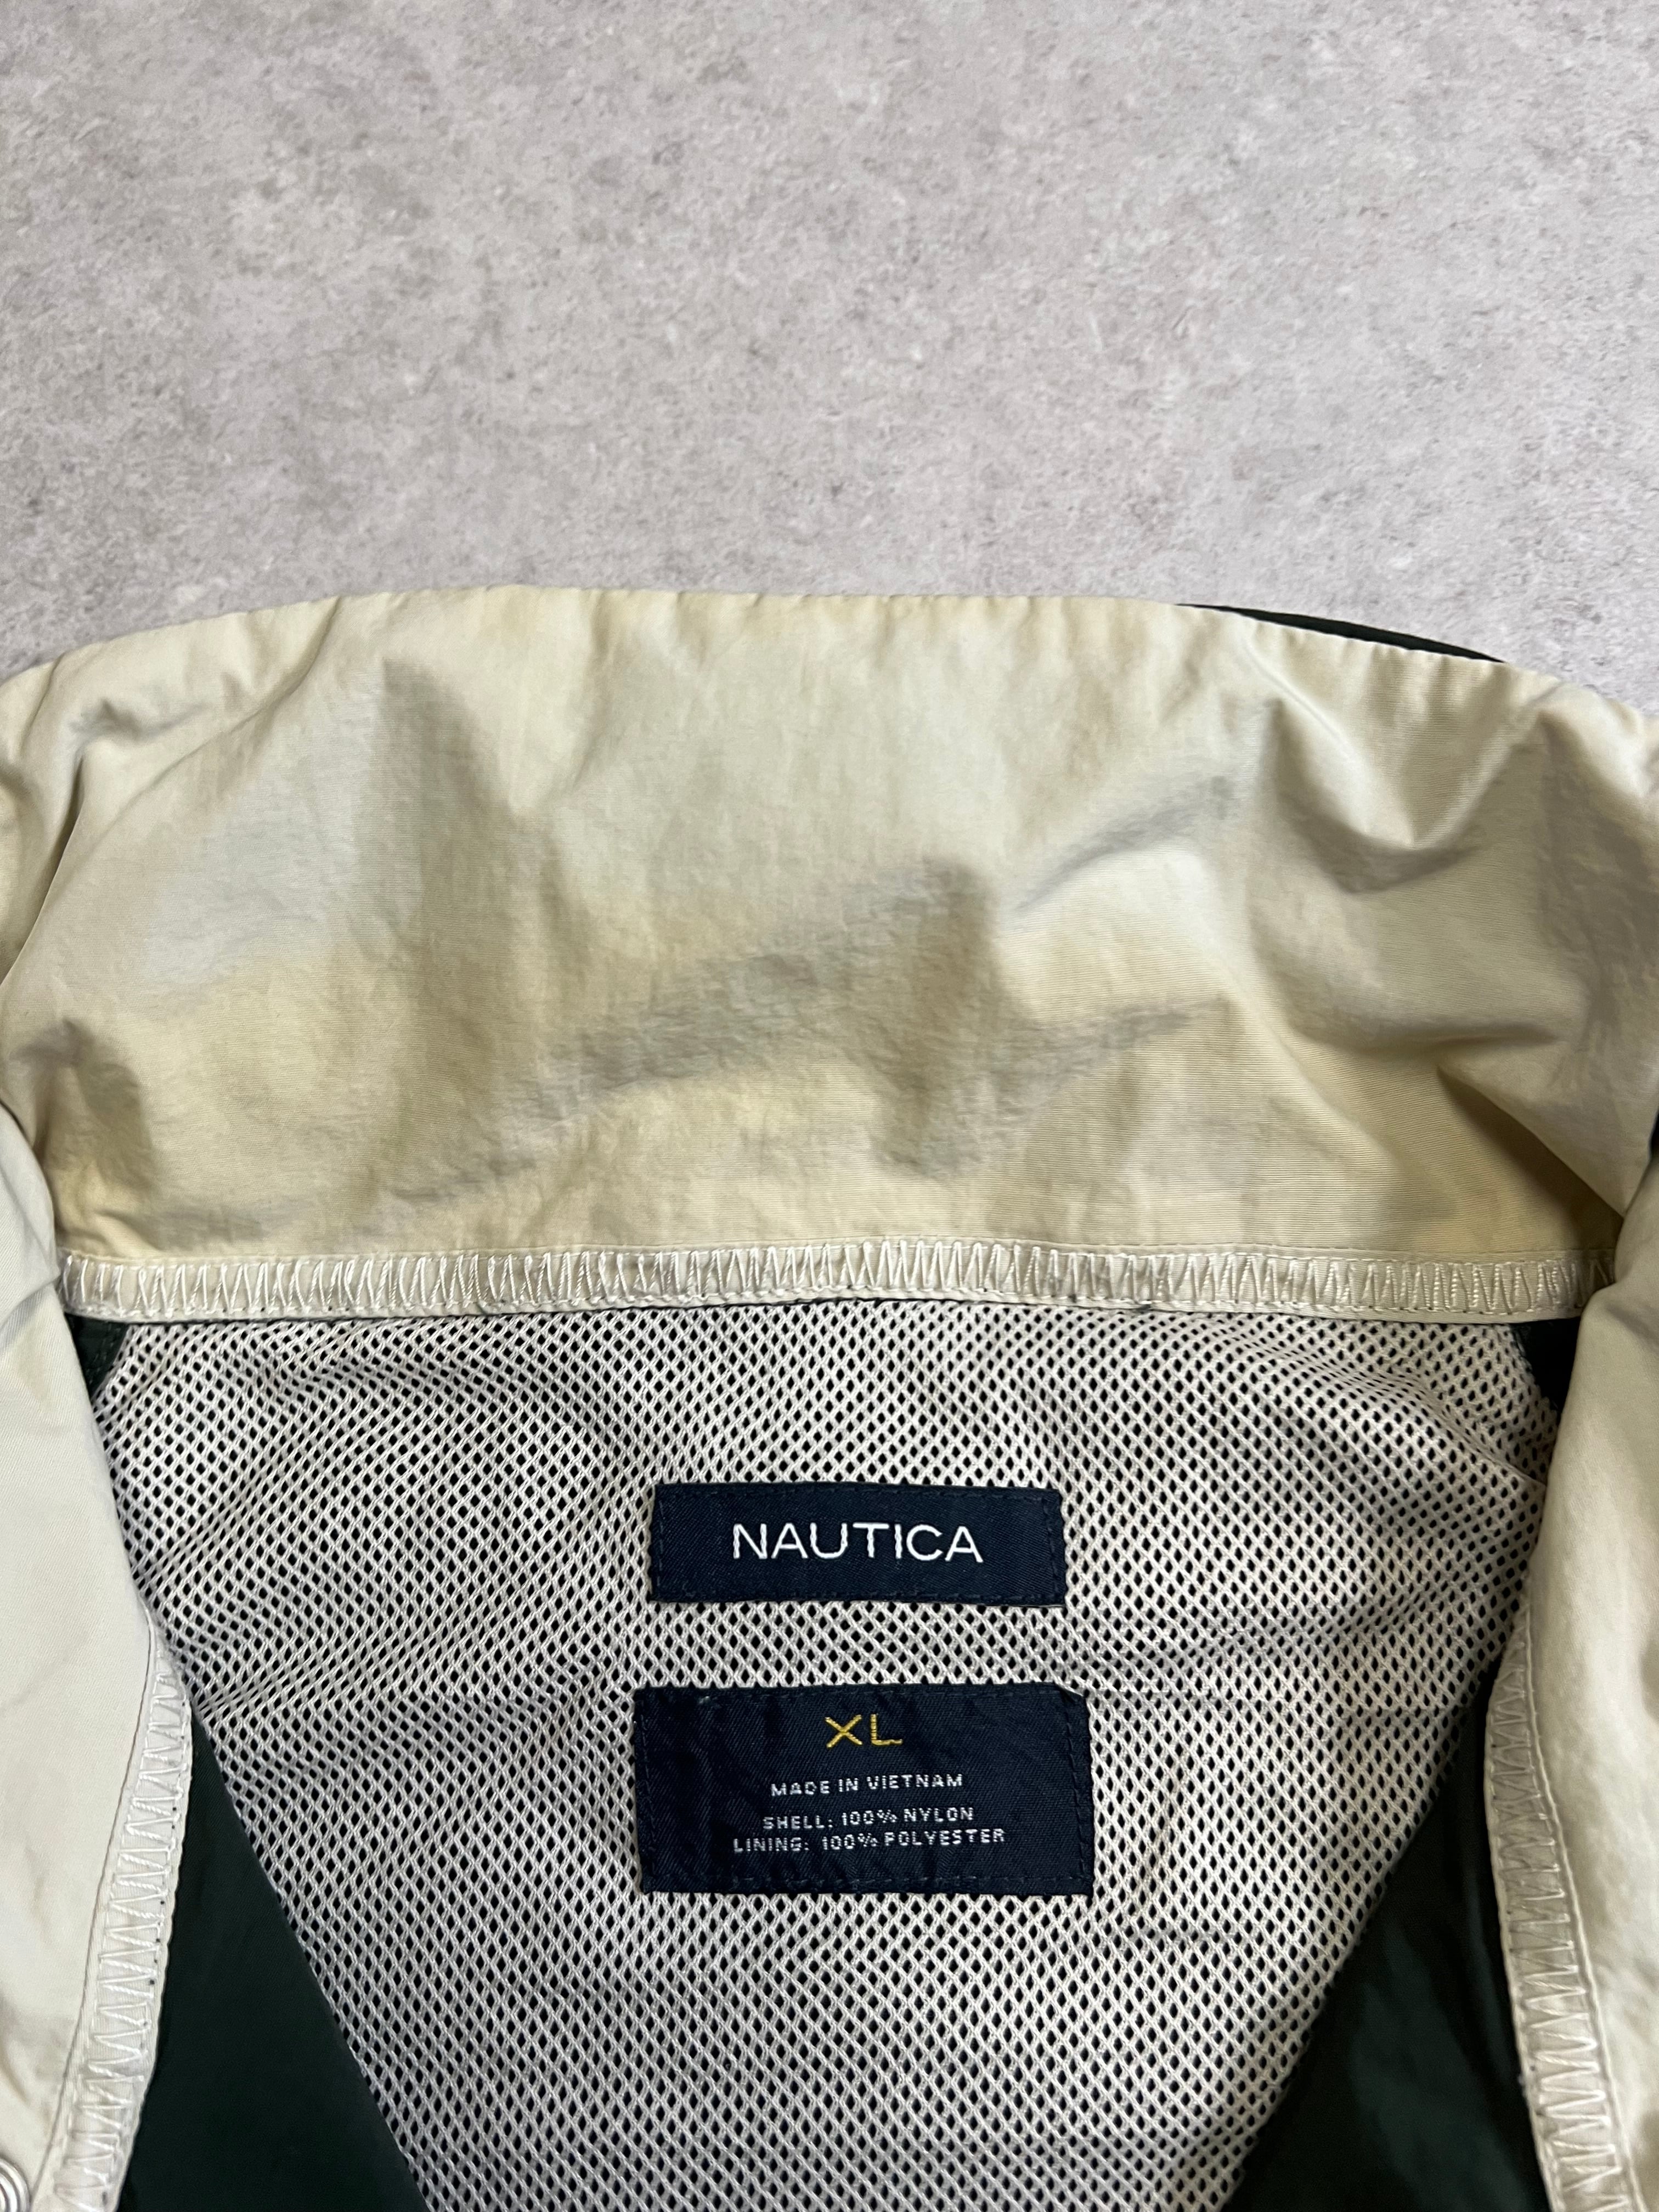 NAUTICA
XL
MADE IN VIETNAM
SHELL: 100% NYLON
LINING: 100% POLYESTER